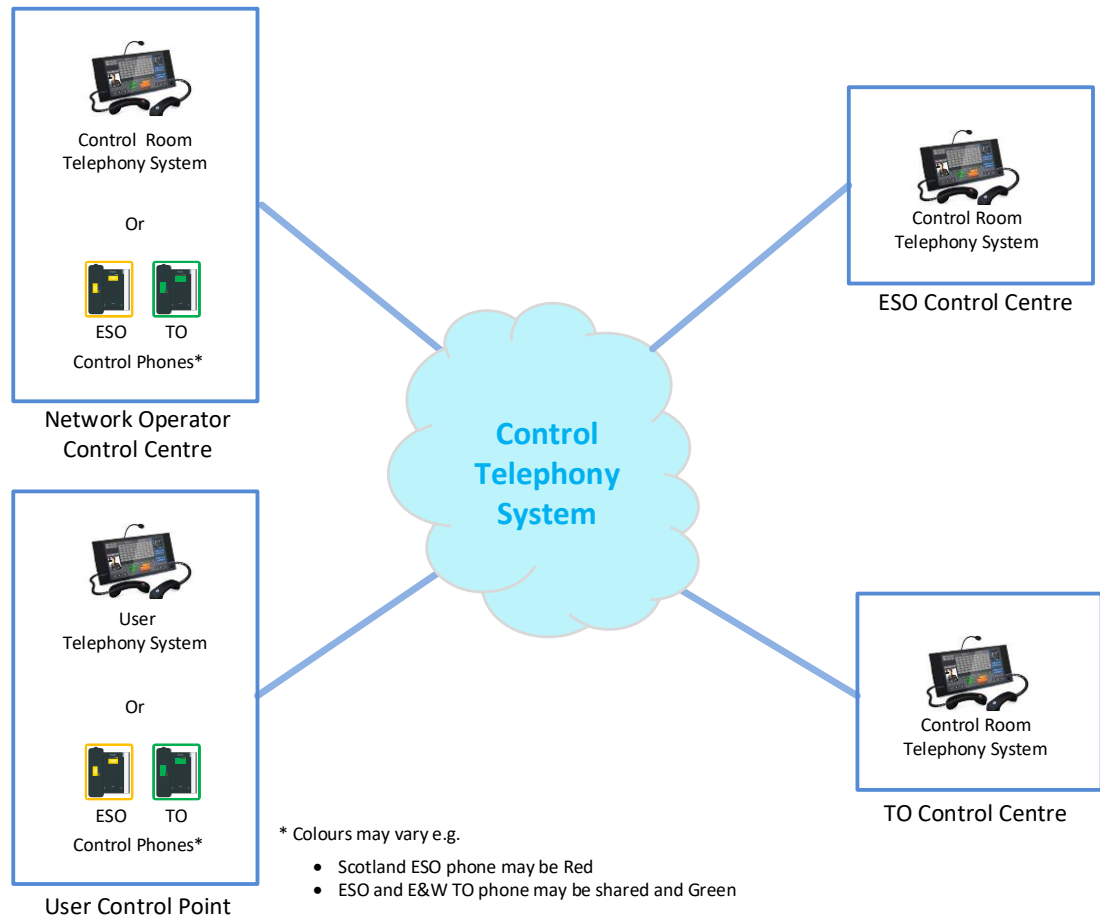 Control Room
Telephony System
Or
ESO TO
Control Phones*
Network Operator
Control Centre
User
Telephony System
Or
ESO TO
Control Phones*
User Control Point
Control
Telephony
System
Control Room
Telephony System
ESO Control Centre
Control Room
Telephony System
TO Control Centre
* Colours may vary e.g.
• Scotland ESO phone may be Red
• ESO and E&W TO phone may be shared and Green